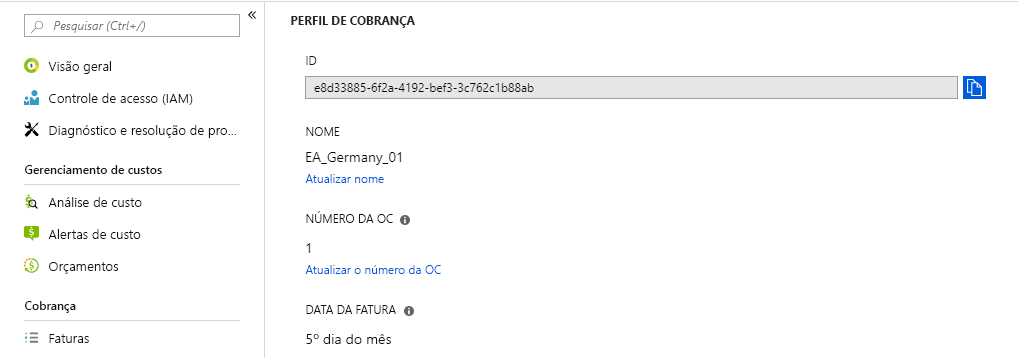 Pesquisar (Ctrl+/)
«
Visão geral
Controle de acesso (IAM)
Diagnóstico e resolução de pro...
Gerenciamento de custos
Análise de custo
Alertas de custo
Orçamentos
Cobrança
Faturas
PERFIL DE COBRANÇA
ID
e8d33885-6f2a-4192-bef3-3c762c1b88ab
NOME
EA_Germany_01
Atualizar nome
NÚMERO DA OC
1
Atualizar o número da OC
DATA DA FATURA
5º dia do mês